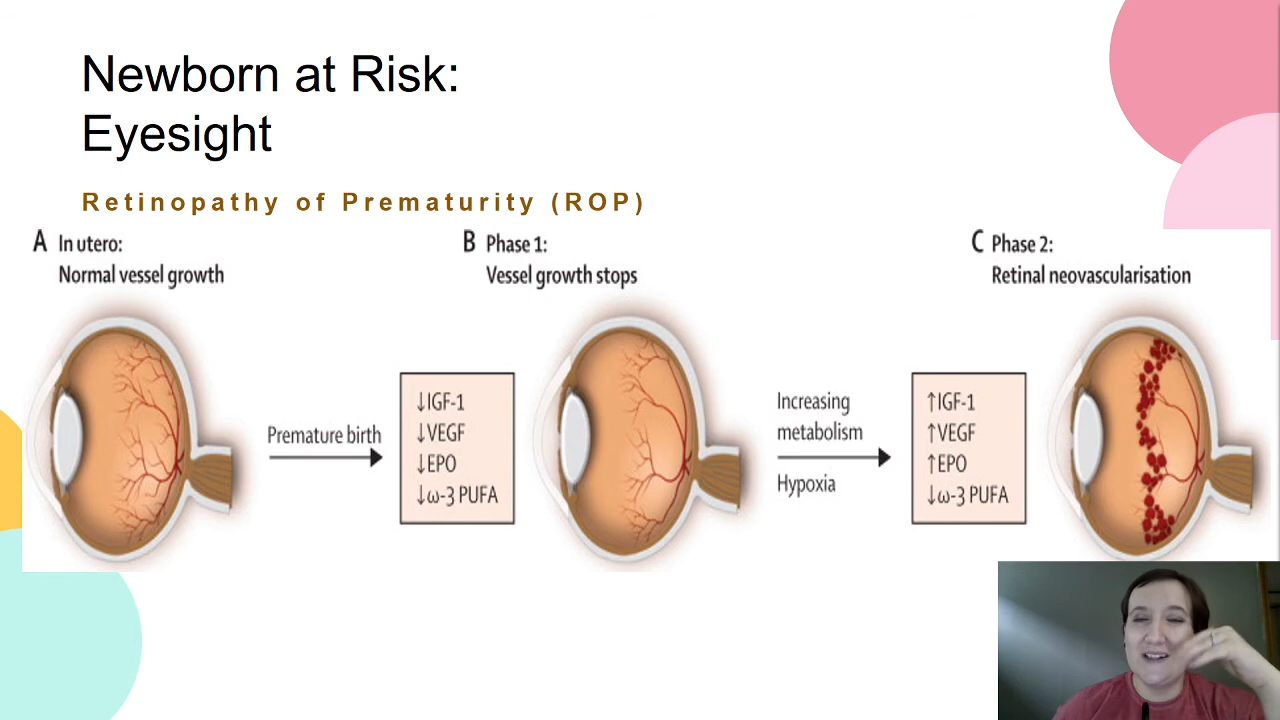 Newborn at Risk:
Eyesight
Retinopathy of Prematurity (ROP)
A In utero:
Normal vessel growth
B Phase 1:
Vessel growth stops
C Phase 2:
Retinal neovascularisation
Premature birth
↓IGF-1
↓VEGF
↓EPO
↓ω-3 PUFA
Increasing
metabolism
Hypoxia
↑IGF-1
↑VEGF
↑EPO
↓ω-3 PUFA